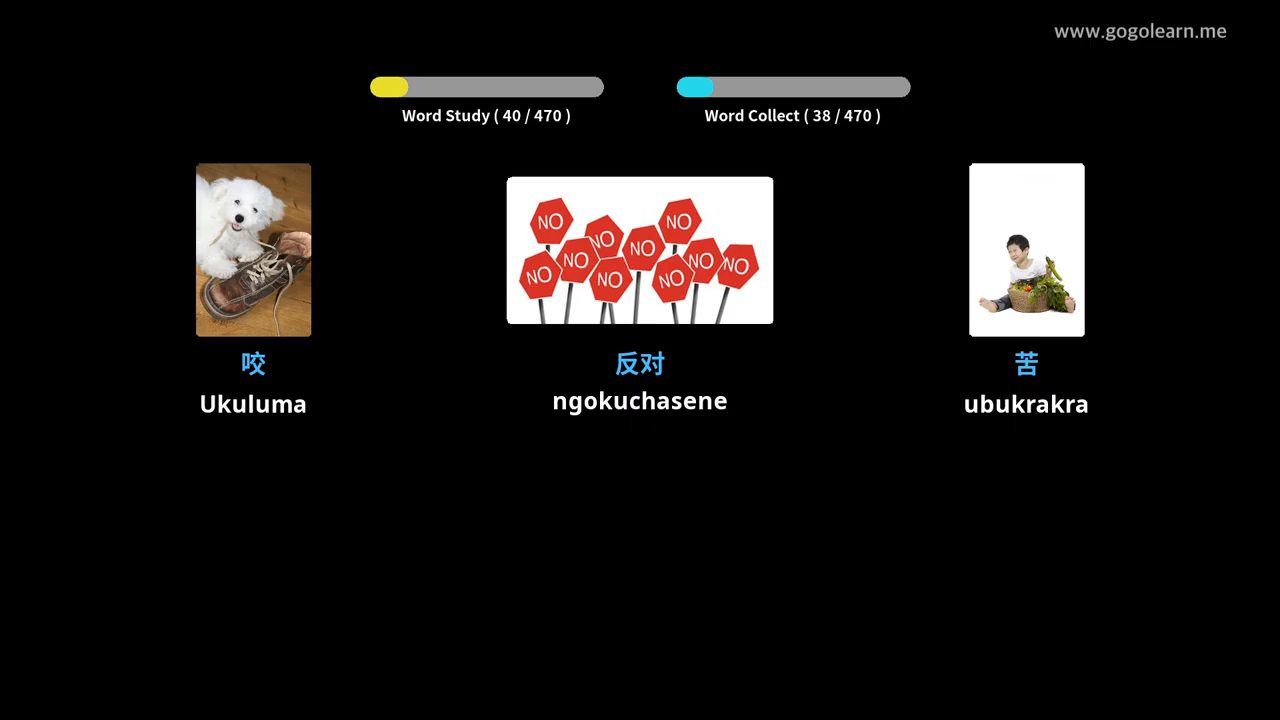 www.gogolearn.me
Word Study ( 40 / 470 )
Word Collect ( 38 / 470 )
NO
NO
NO
NO
NO
NO
NO
NO
NO
NO
咬
反对
苦
Ukuluma
ngokuchasene
ubukrakra